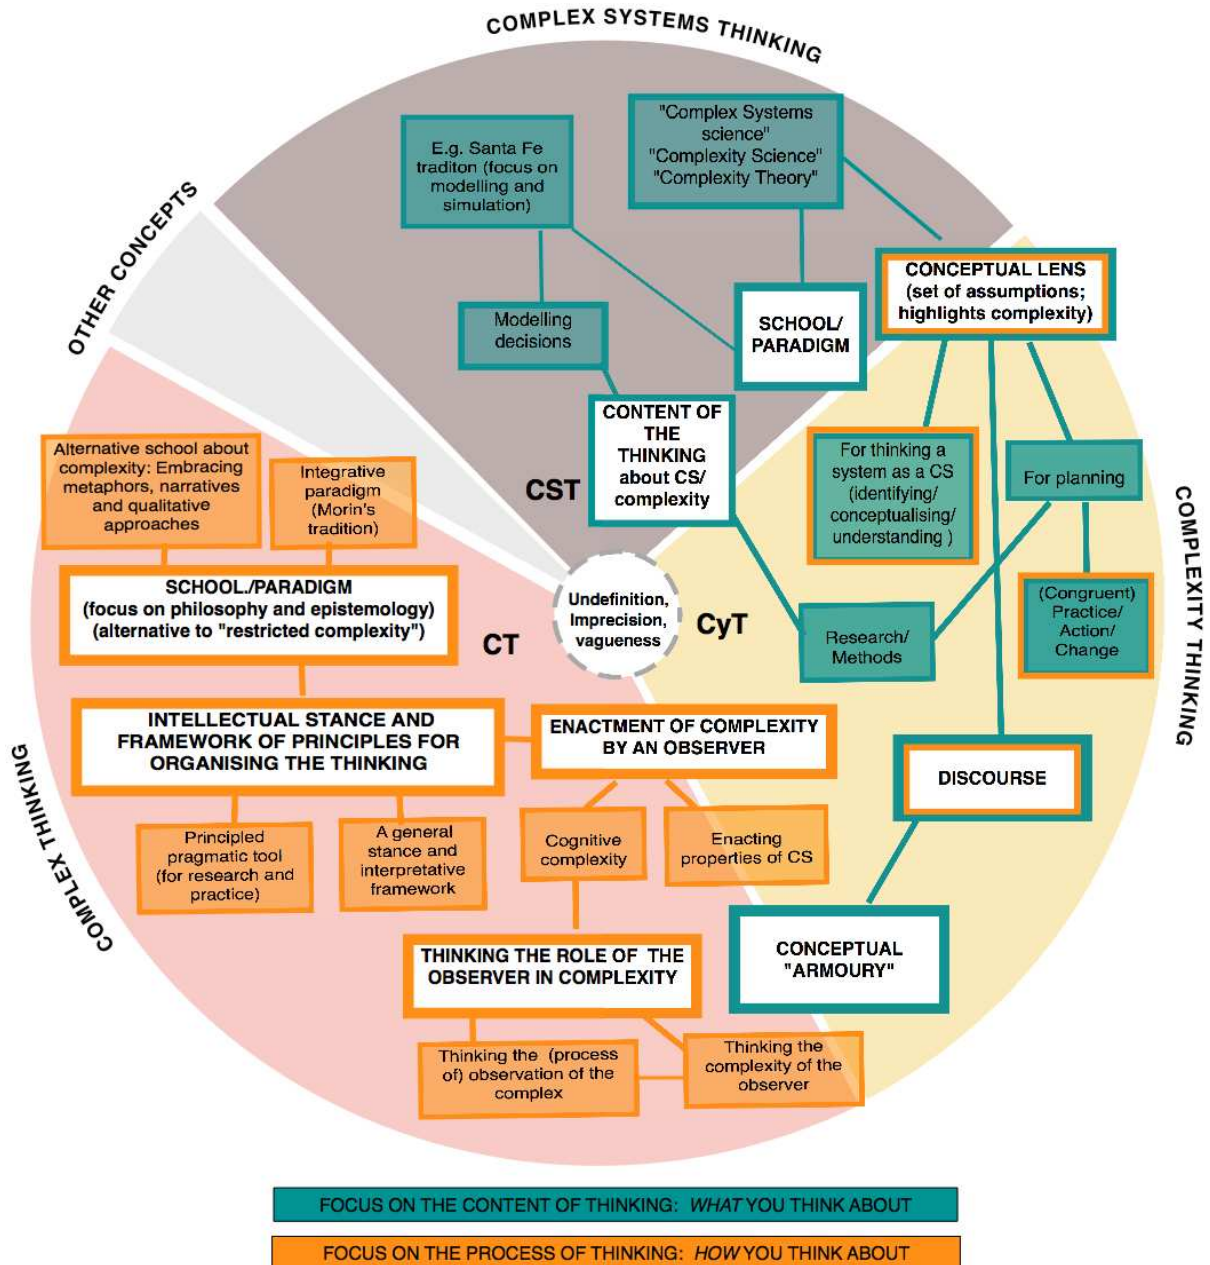 COMPLEX SYSTEMS THINKING
"Complex Systems
science"
"Complexity Science"
"Complexity Theory"
E.g. Santa Fe
traditon (focus on
modelling and
simulation)
OTHER CONCEPTS
CONCEPTUAL LENS
(set of assumptions;
highlights complexity)
Modelling
decisions
SCHOOL/
PARADIGM
CONTENT OF
THE
THINKING
about CS/
complexity
CST
For thinking a
system as a CS
(identifying/
conceptualising/
understanding )
For planning
COMPLEXITY THINKING
Alternative school about
complexity: Embracing
metaphors, narratives
and qualitative
approaches
Integrative
paradigm
(Morin's
tradition)
SCHOOL./PARADIGM
(focus on philosophy and epistemology)
(alternative to "restricted complexity")
CT
Undefinition,
Imprecision,
vagueness
CyT
Research/
Methods
(Congruent)
Practice/
Action/
Change
INTELLECTUAL STANCE AND
FRAMEWORK OF PRINCIPLES FOR
ORGANISING THE THINKING
ENACTMENT OF COMPLEXITY
BY AN OBSERVER
DISCOURSE
COMPLEX THINKING
Principled
pragmatic tool
(for research and
practice)
A general
stance and
interpretative
framework
Cognitive
complexity
Enacting
properties of CS
THINKING THE ROLE OF THE
OBSERVER IN COMPLEXITY
CONCEPTUAL
"ARMOURY"
Thinking the (process
of) observation of the
complex
Thinking the
complexity of the
observer
FOCUS ON THE CONTENT OF THINKING: WHAT YOU THINK ABOUT
FOCUS ON THE PROCESS OF THINKING: HOW YOU THINK ABOUT